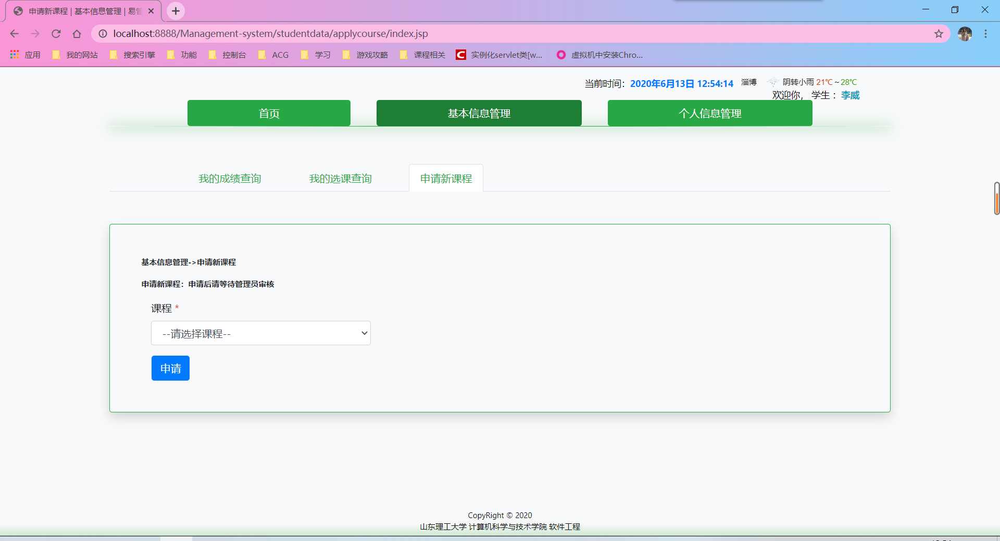 申请新课程 | 基本信息管理 | 易管
localhost:8888/Management-system/studentdata/applycourse/index.jsp
应用 我的网站 搜索引擎 功能 控制台 ACG 学习 游戏攻略 课程相关 实例化servlet类[w... 虚拟机中安装Chro...
当前时间：2020年6月13日 12:54:14 淄博 阴转小雨 21℃～28℃
欢迎你， 学生： 李威
首页 基本信息管理 个人信息管理
我的成绩查询 我的选课查询 申请新课程
基本信息管理->申请新课程
申请新课程：申请后请等待管理员审核
课程 *
--请选择课程--
申请
CopyRight © 2020
山东理工大学 计算机科学与技术学院 软件工程